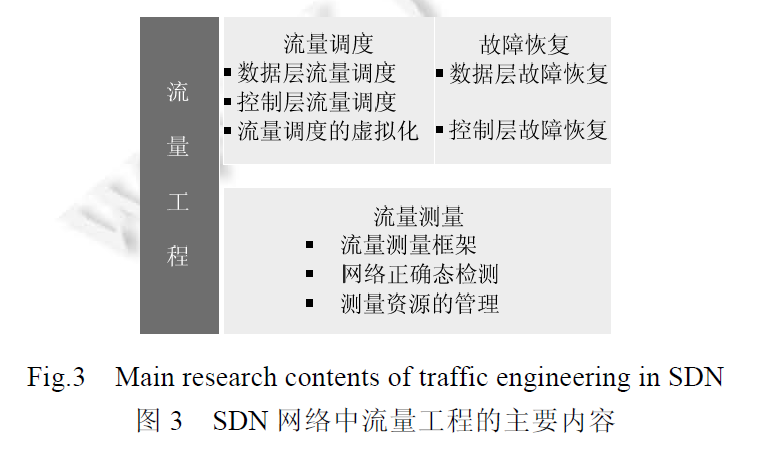 流量工程
流量调度
▪数据层流量调度
▪控制层流量调度
▪流量调度的虚拟化
故障恢复
▪数据层故障恢复
▪控制层故障恢复
流量测量
▪ 流量测量框架
▪ 网络正确态检测
▪ 测量资源的管理
Fig.3 Main research contents of traffic engineering in SDN
图 3 SDN 网络中流量工程的主要内容